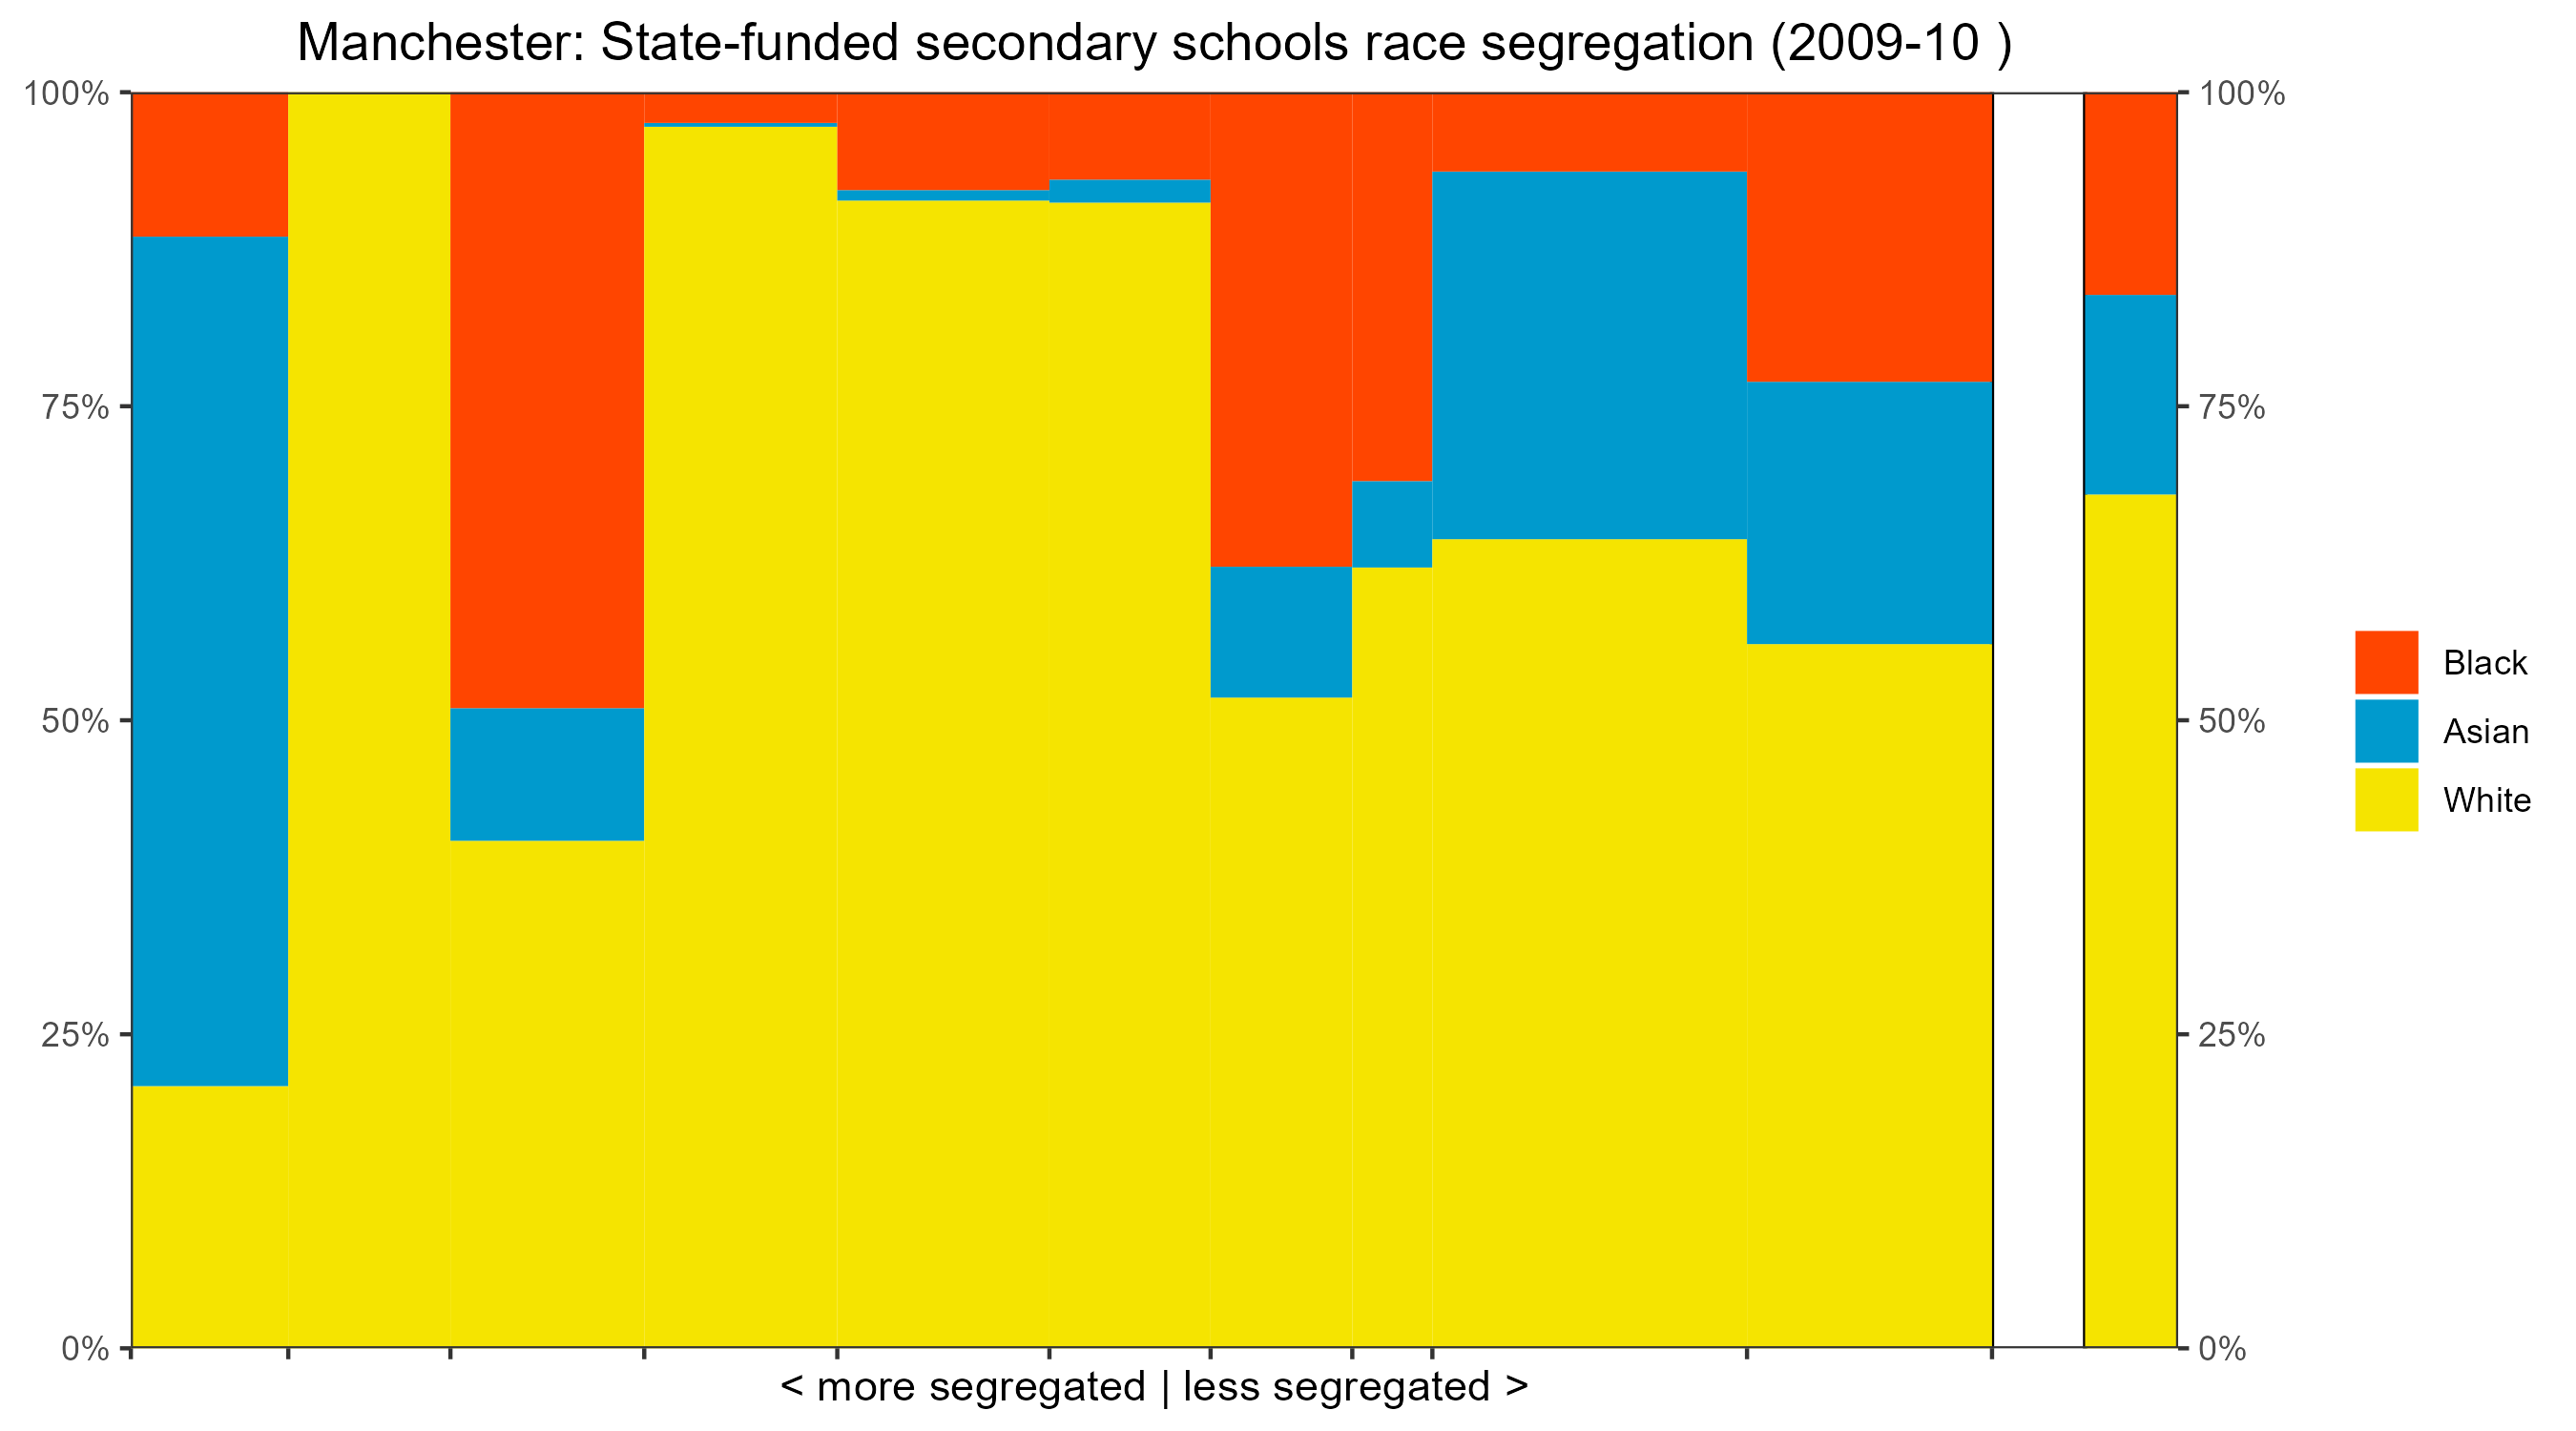 Manchester: State-funded secondary schools race segregation (2009-10 )
100%
75%
50%
25%
0%
100%
75%
50%
25%
0%
Black
Asian
White
< more segregated | less segregated >